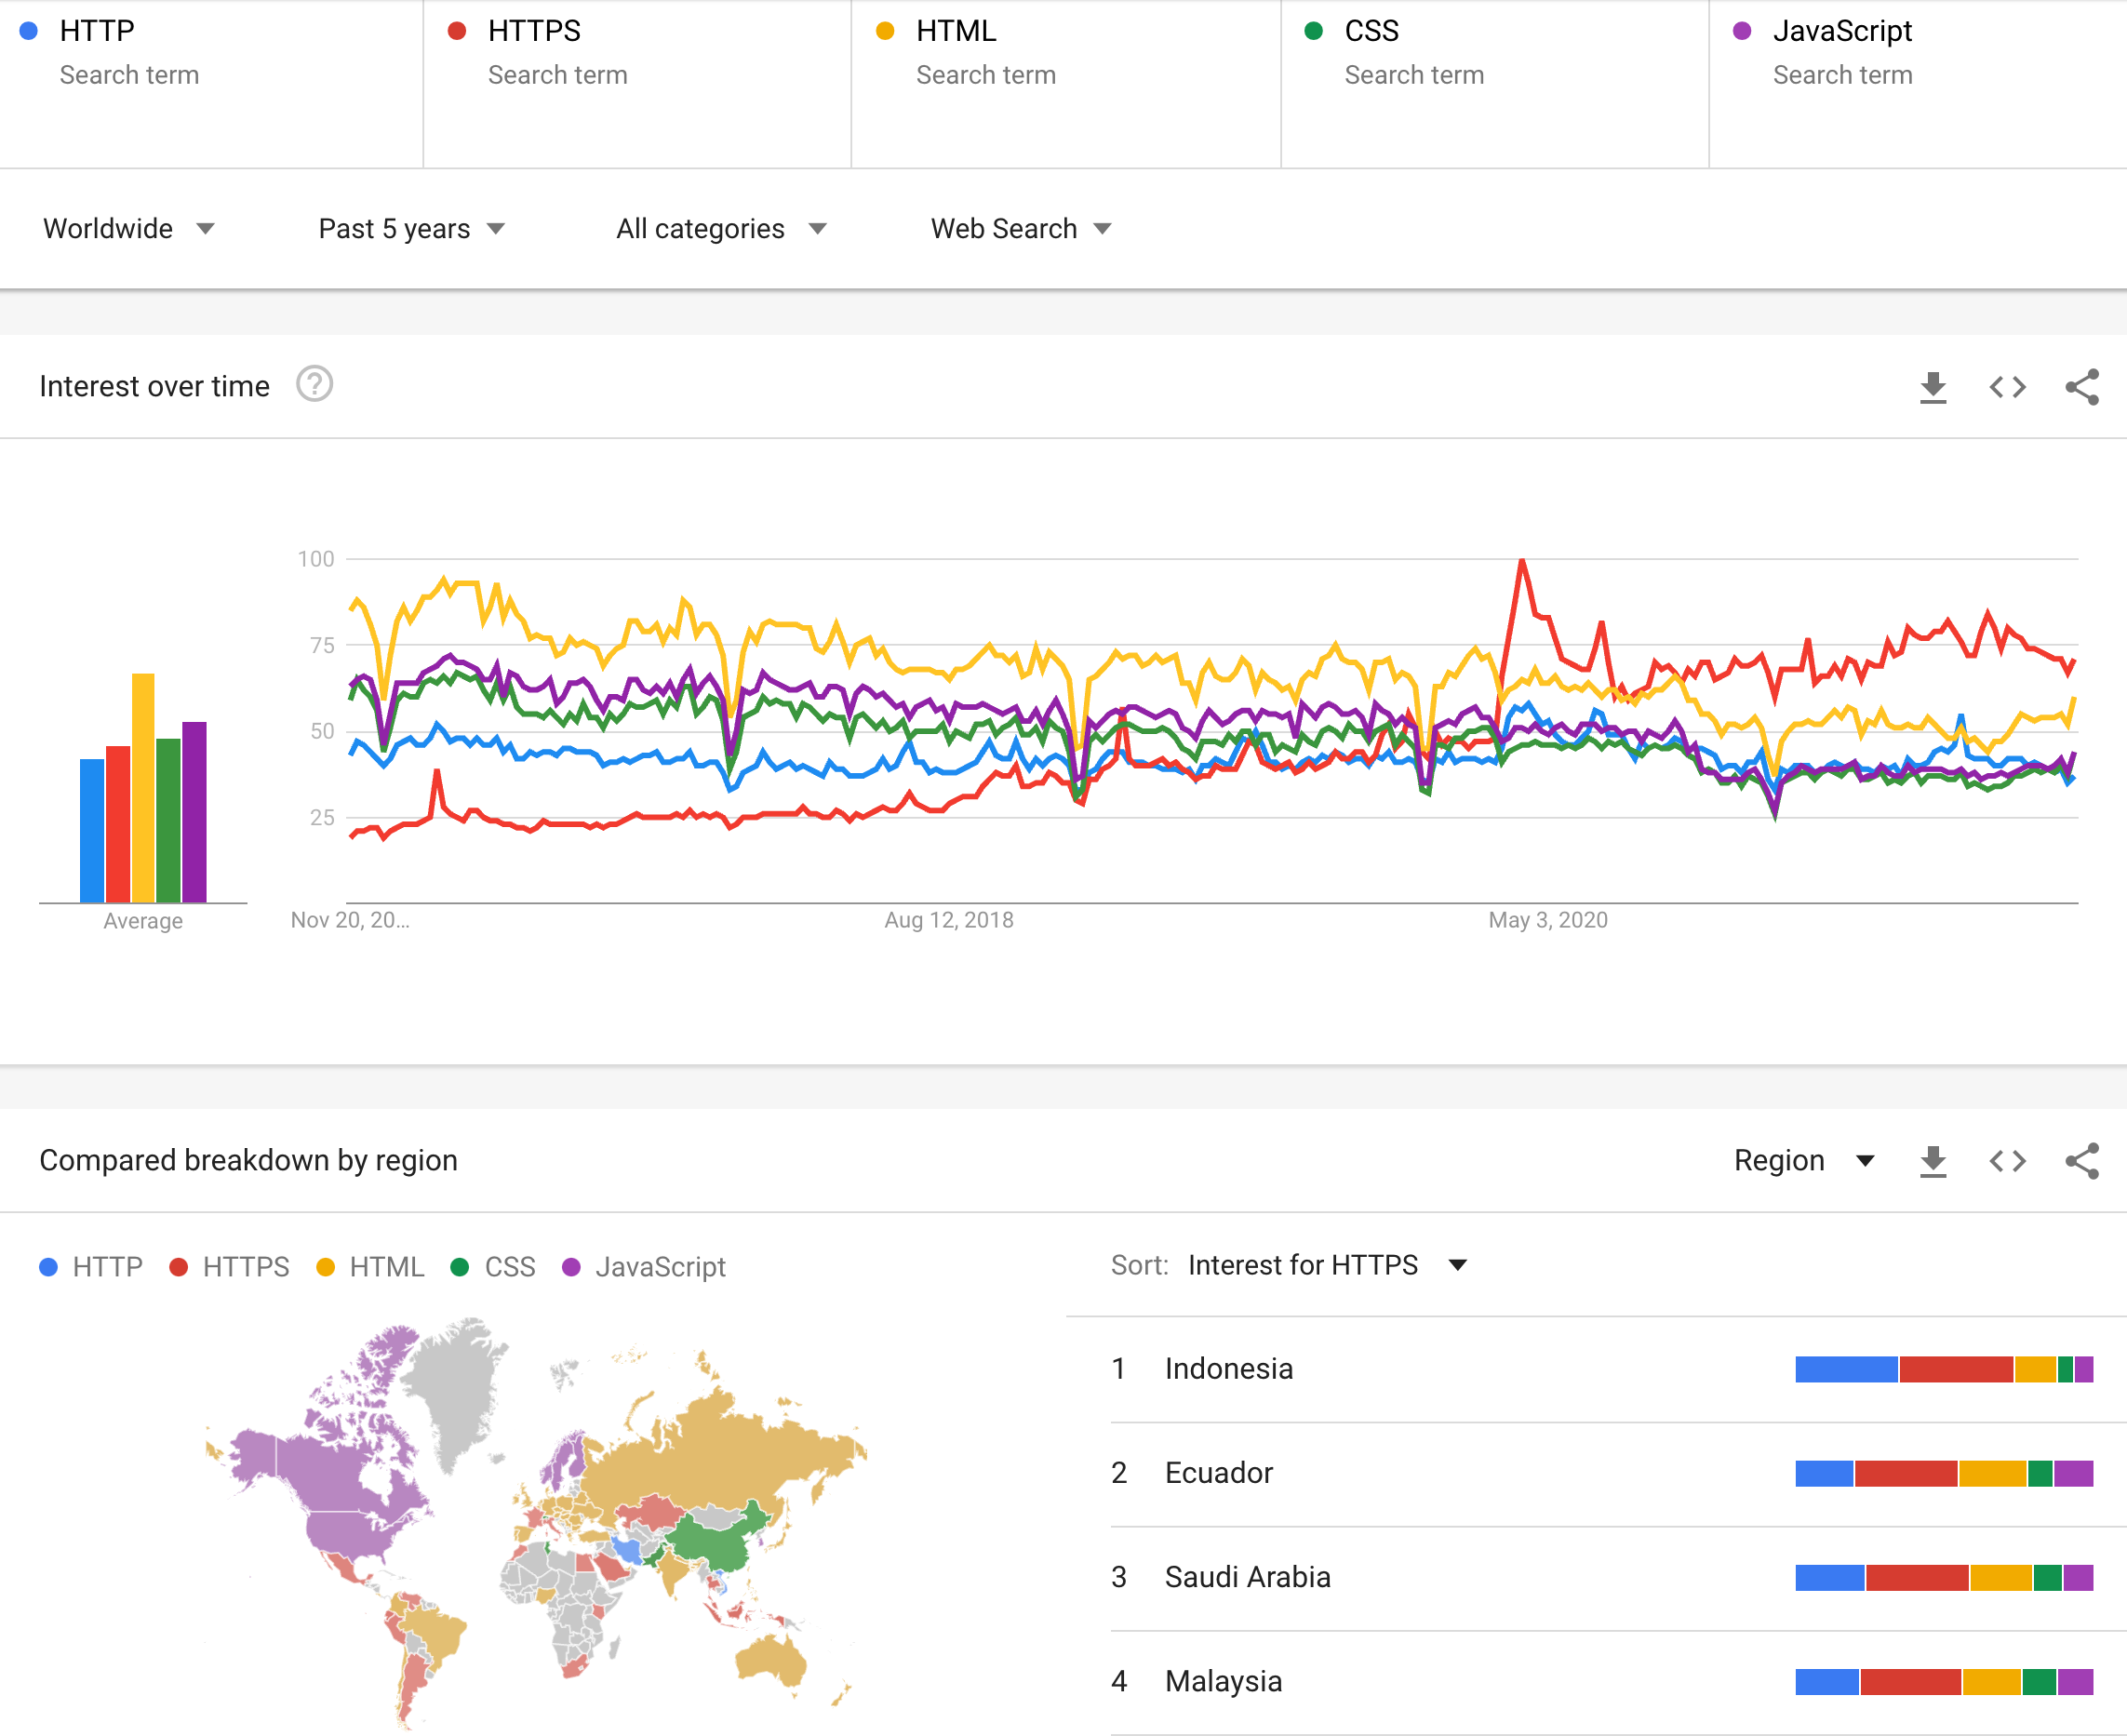 HTTP
Search term
HTTPS
Search term
HTML
Search term
CSS
Search term
JavaScript
Search term
Worldwide
Past 5 years
All categories
Web Search
Interest over time
?
100
75
50
25
Average
Nov 20, 20...
Aug 12, 2018
May 3, 2020
Compared breakdown by region
Region
HTTP
HTTPS
HTML
CSS
JavaScript
Sort: Interest for HTTPS
1 Indonesia
2 Ecuador
3 Saudi Arabia
4 Malaysia